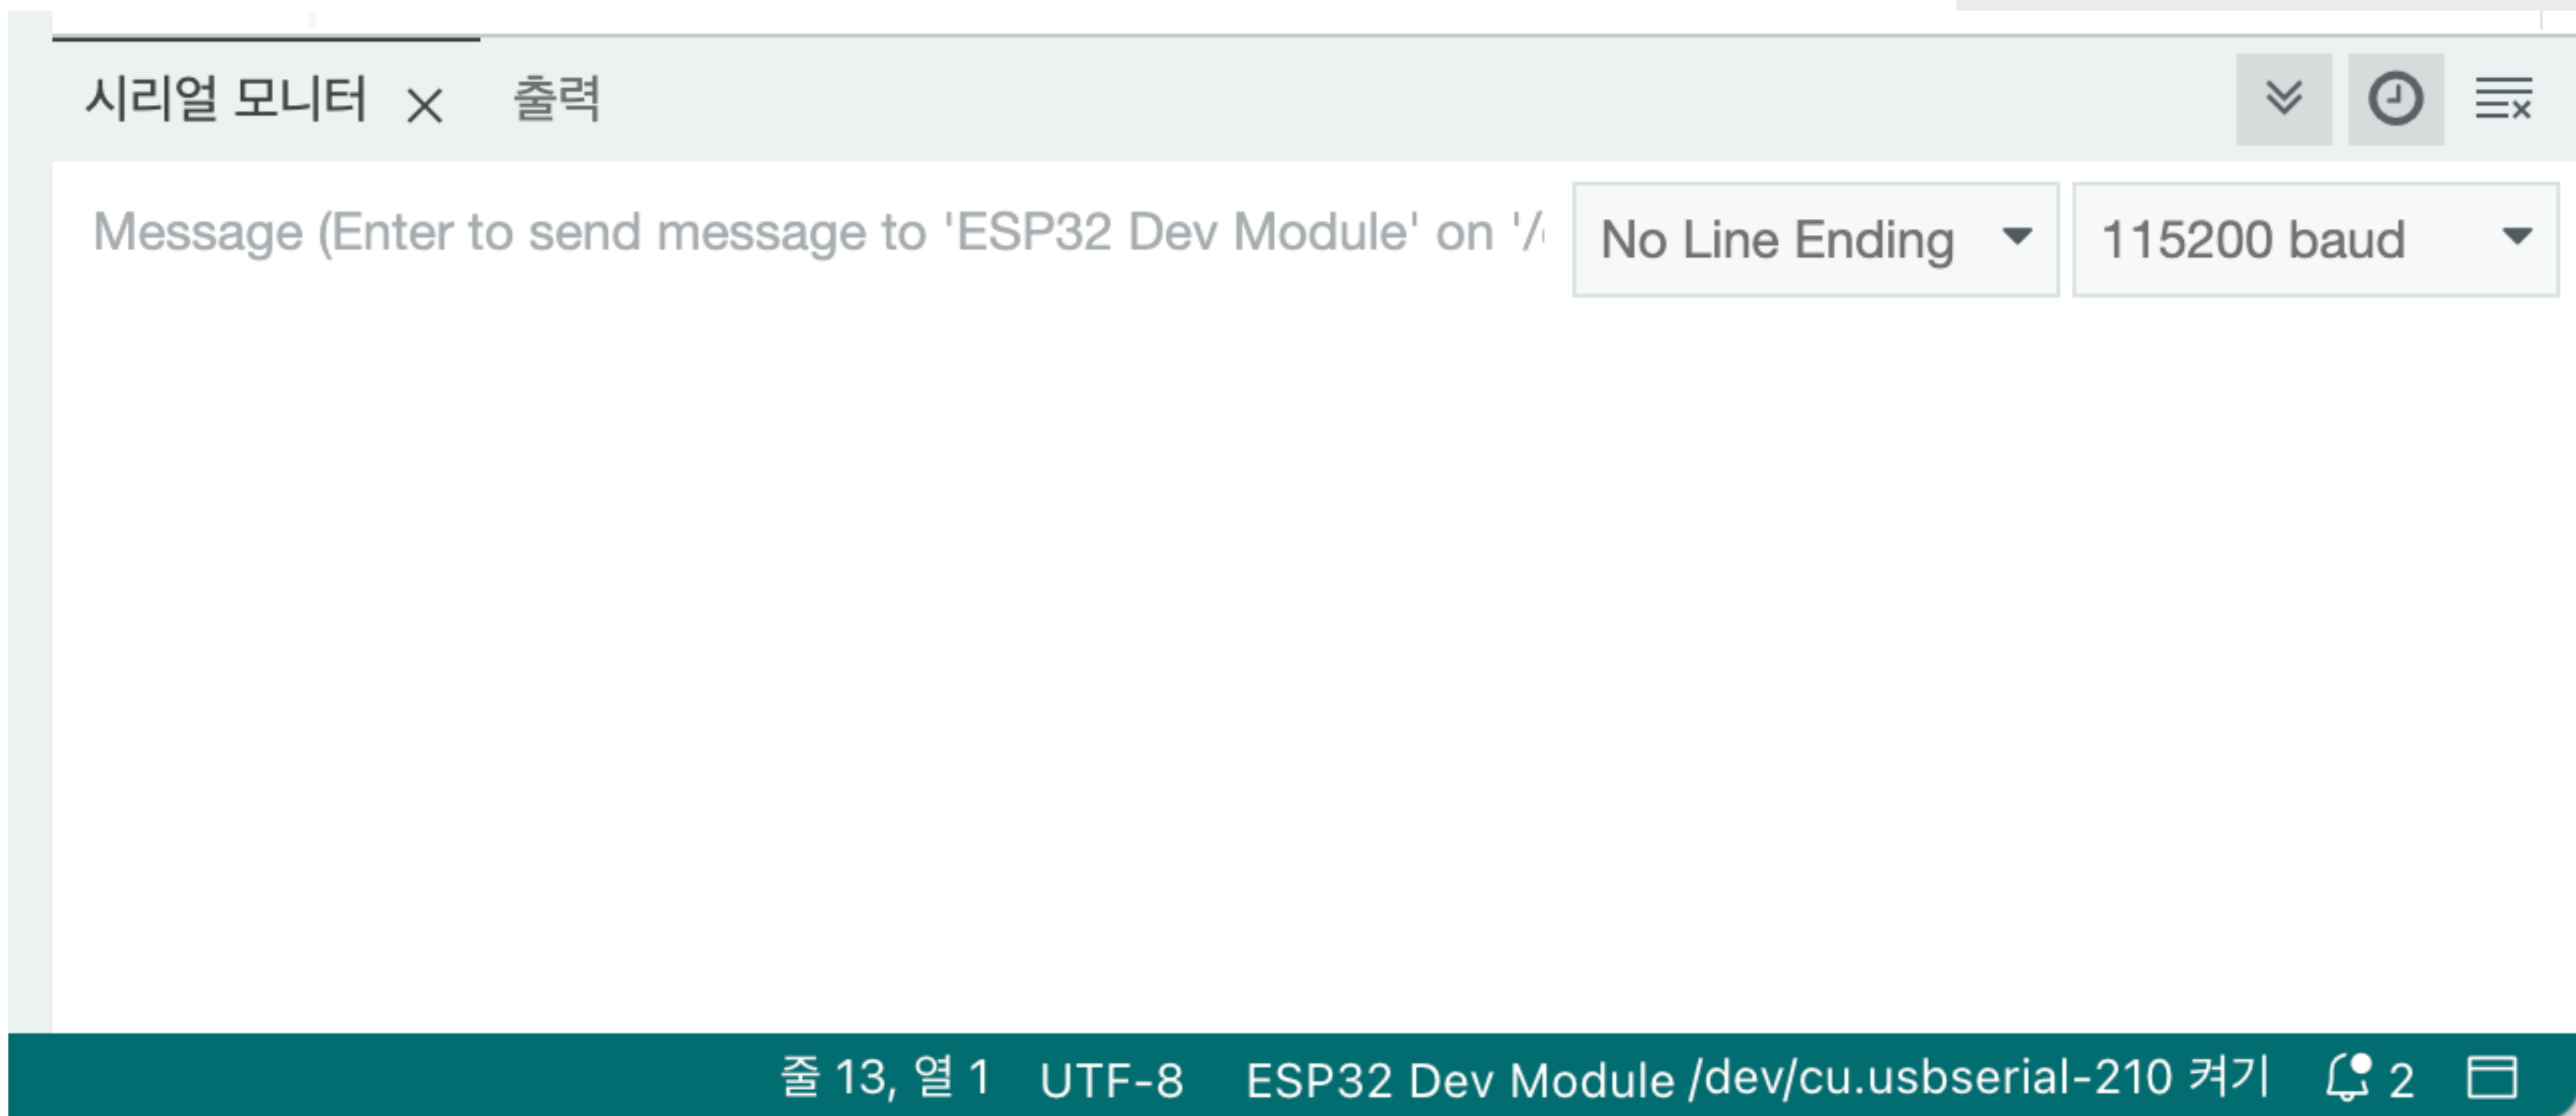 시리얼 모니터 출력
Message (Enter to send message to 'ESP32 Dev Module' on '/
No Line Ending
115200 baud
줄 13, 열 1 UTF-8 ESP32 Dev Module /dev/cu.usbserial-210 켜기 2